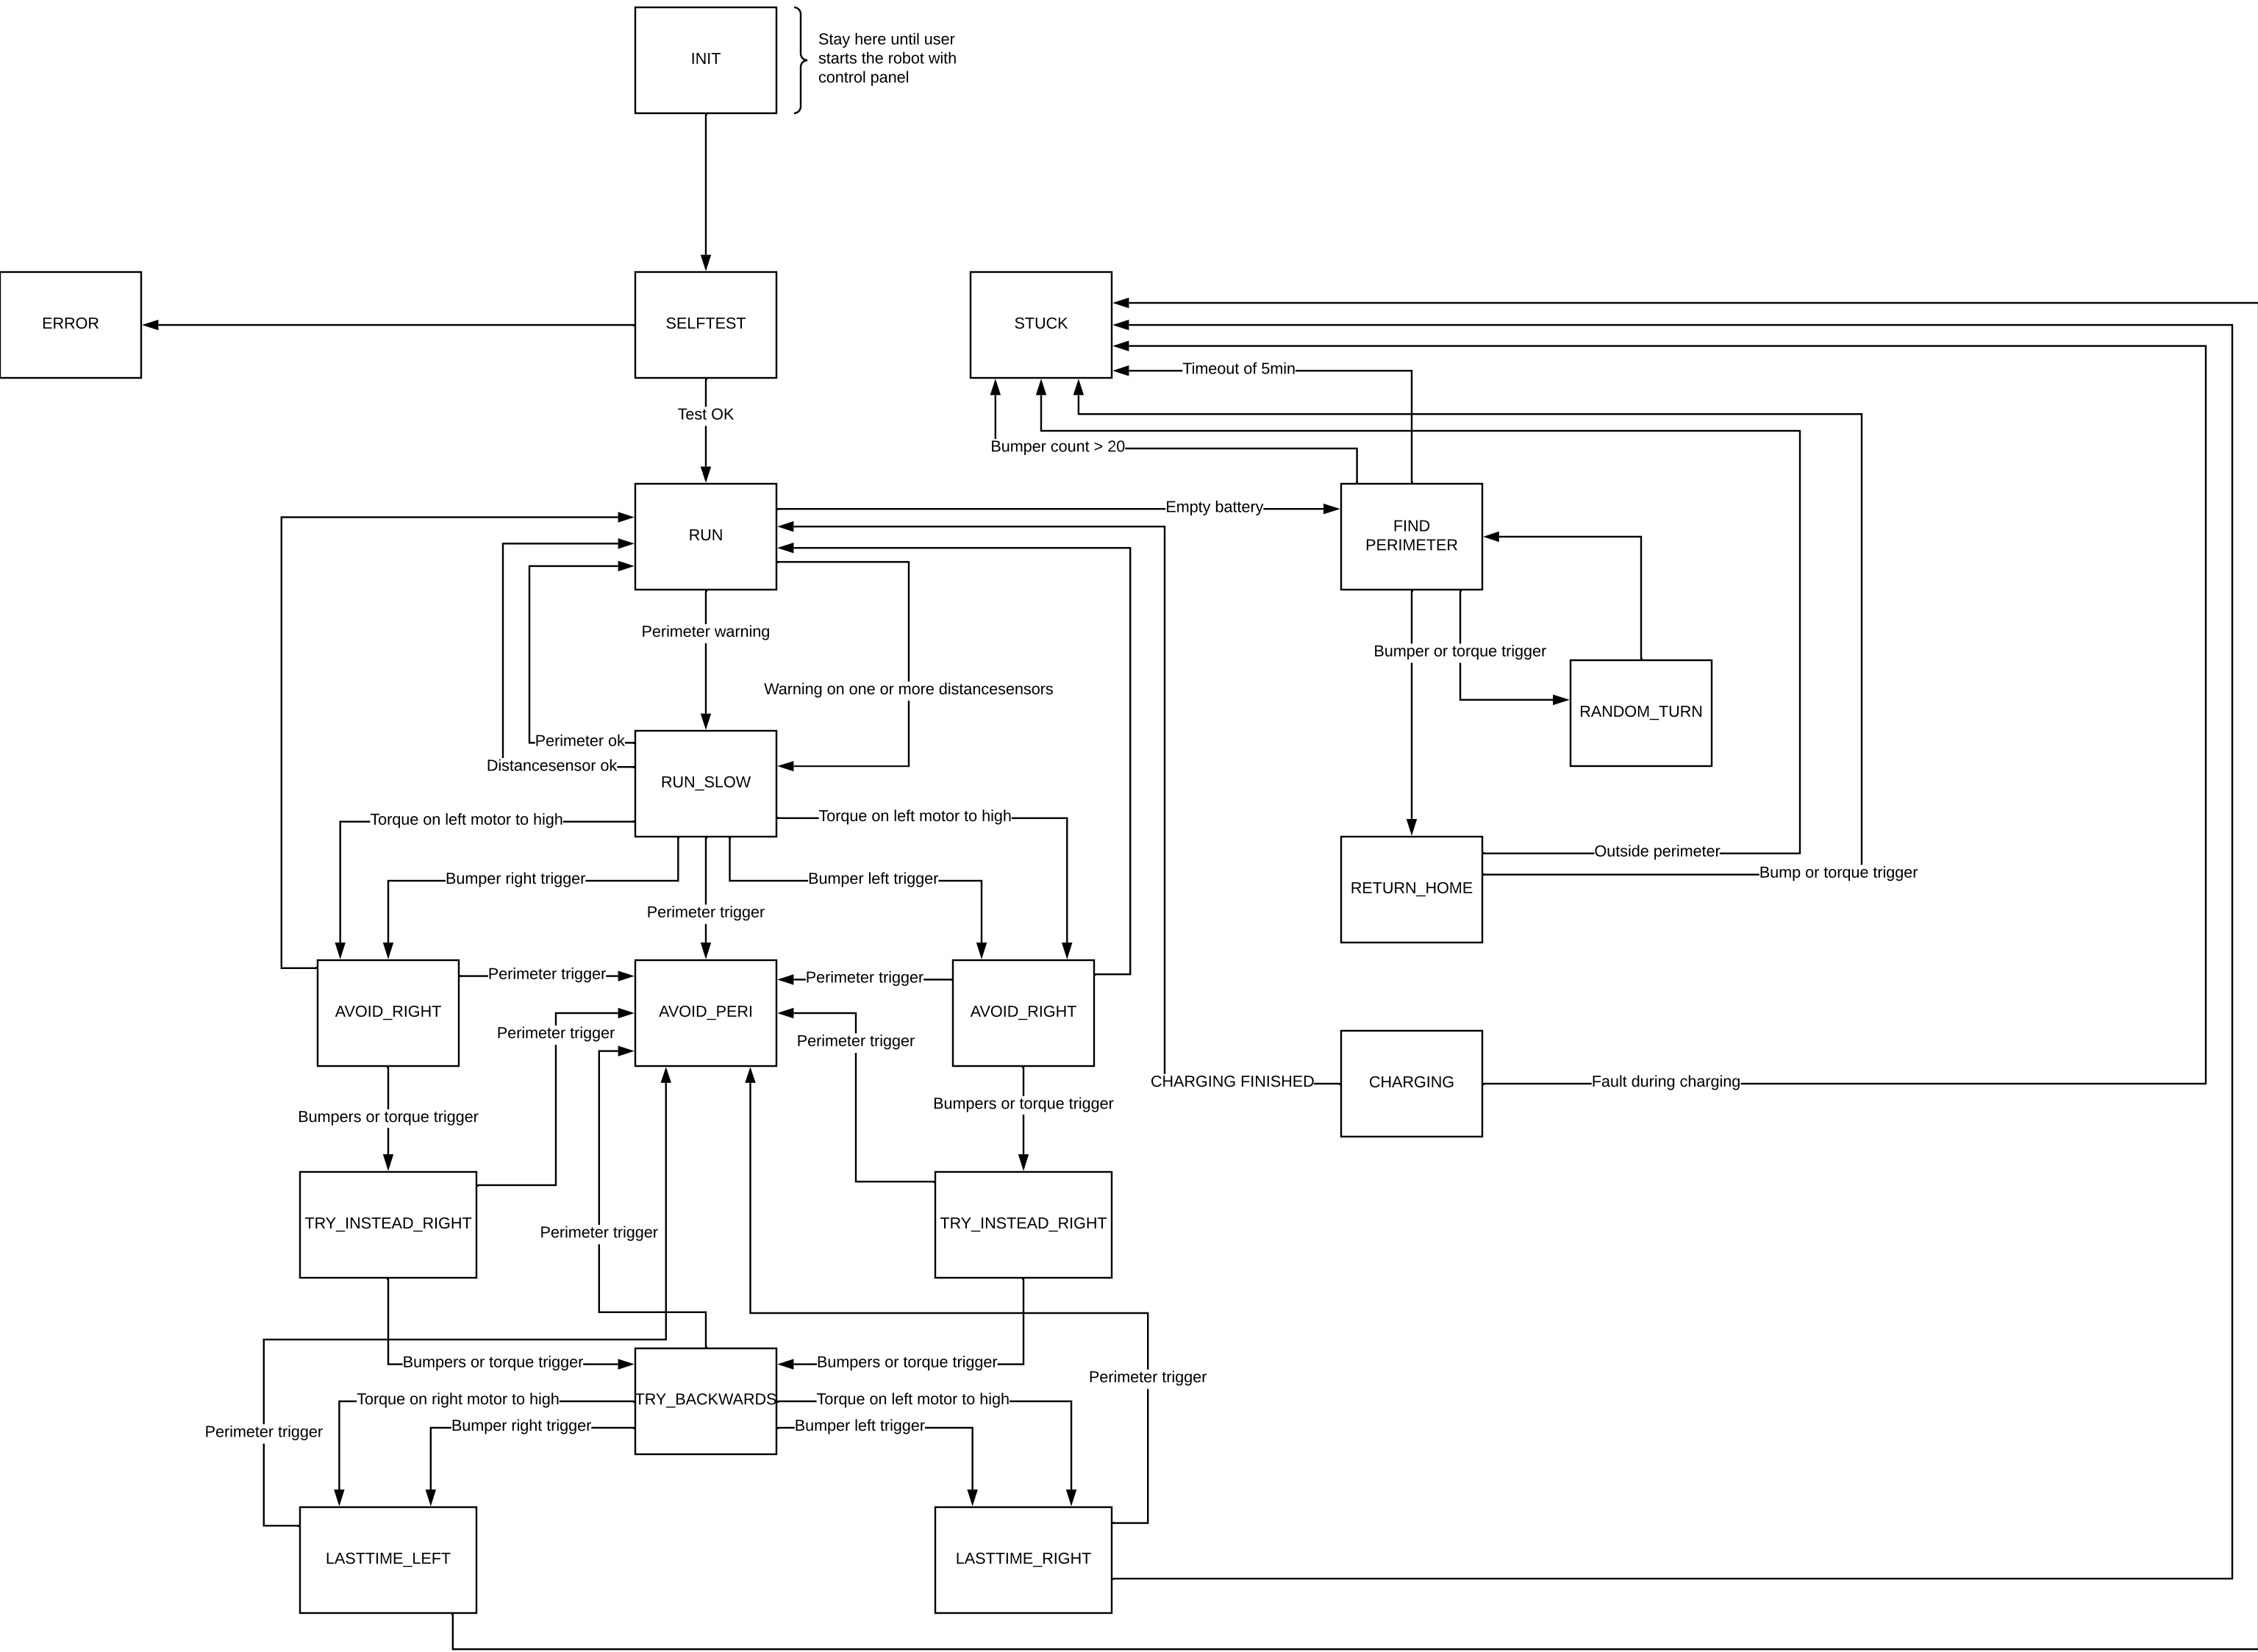 INIT
Stay here until user
starts the robot with
control panel
ERROR
SELFTEST
STUCK
Timeout of 5min
Test OK
Bumper count > 20
Empty battery
RUN
FIND
PERIMETER
Perimeter warning
Bumper or torque trigger
Warning on one or more distancesensors
RANDOM_TURN
Perimeter ok
Distancesensor ok
RUN_SLOW
Torque on left motor to high
Torque on left motor to high
Outside perimeter
Bump or torque trigger
Bumper right trigger
Bumper left trigger
RETURN_HOME
Perimeter trigger
Perimeter trigger
Perimeter trigger
AVOID_RIGHT
AVOID_PERI
AVOID_RIGHT
Perimeter trigger
Perimeter trigger
CHARGING FINISHED
CHARGING
Fault during charging
Bumpers or torque trigger
Bumpers or torque trigger
TRY_INSTEAD_RIGHT
Perimeter trigger
TRY_INSTEAD_RIGHT
Bumpers or torque trigger
Bumpers or torque trigger
Perimeter trigger
Torque on right motor to high
TRY_BACKWARDS
Torque on left motor to high
Perimeter trigger
Bumper right trigger
Bumper left trigger
LASTTIME_LEFT
LASTTIME_RIGHT